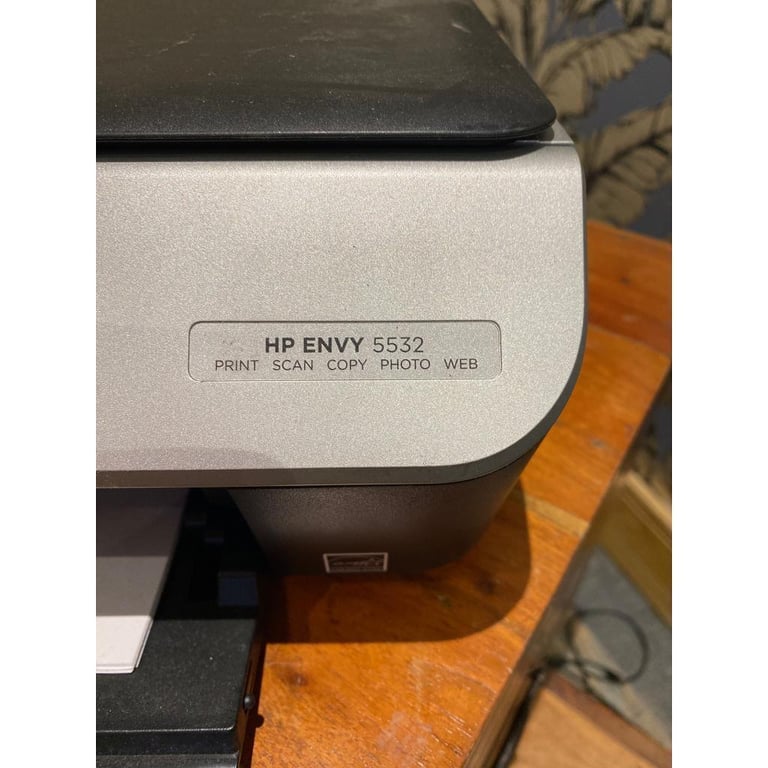 HP ENVY 5532
PRINT SCAN COPY PHOTO WEB